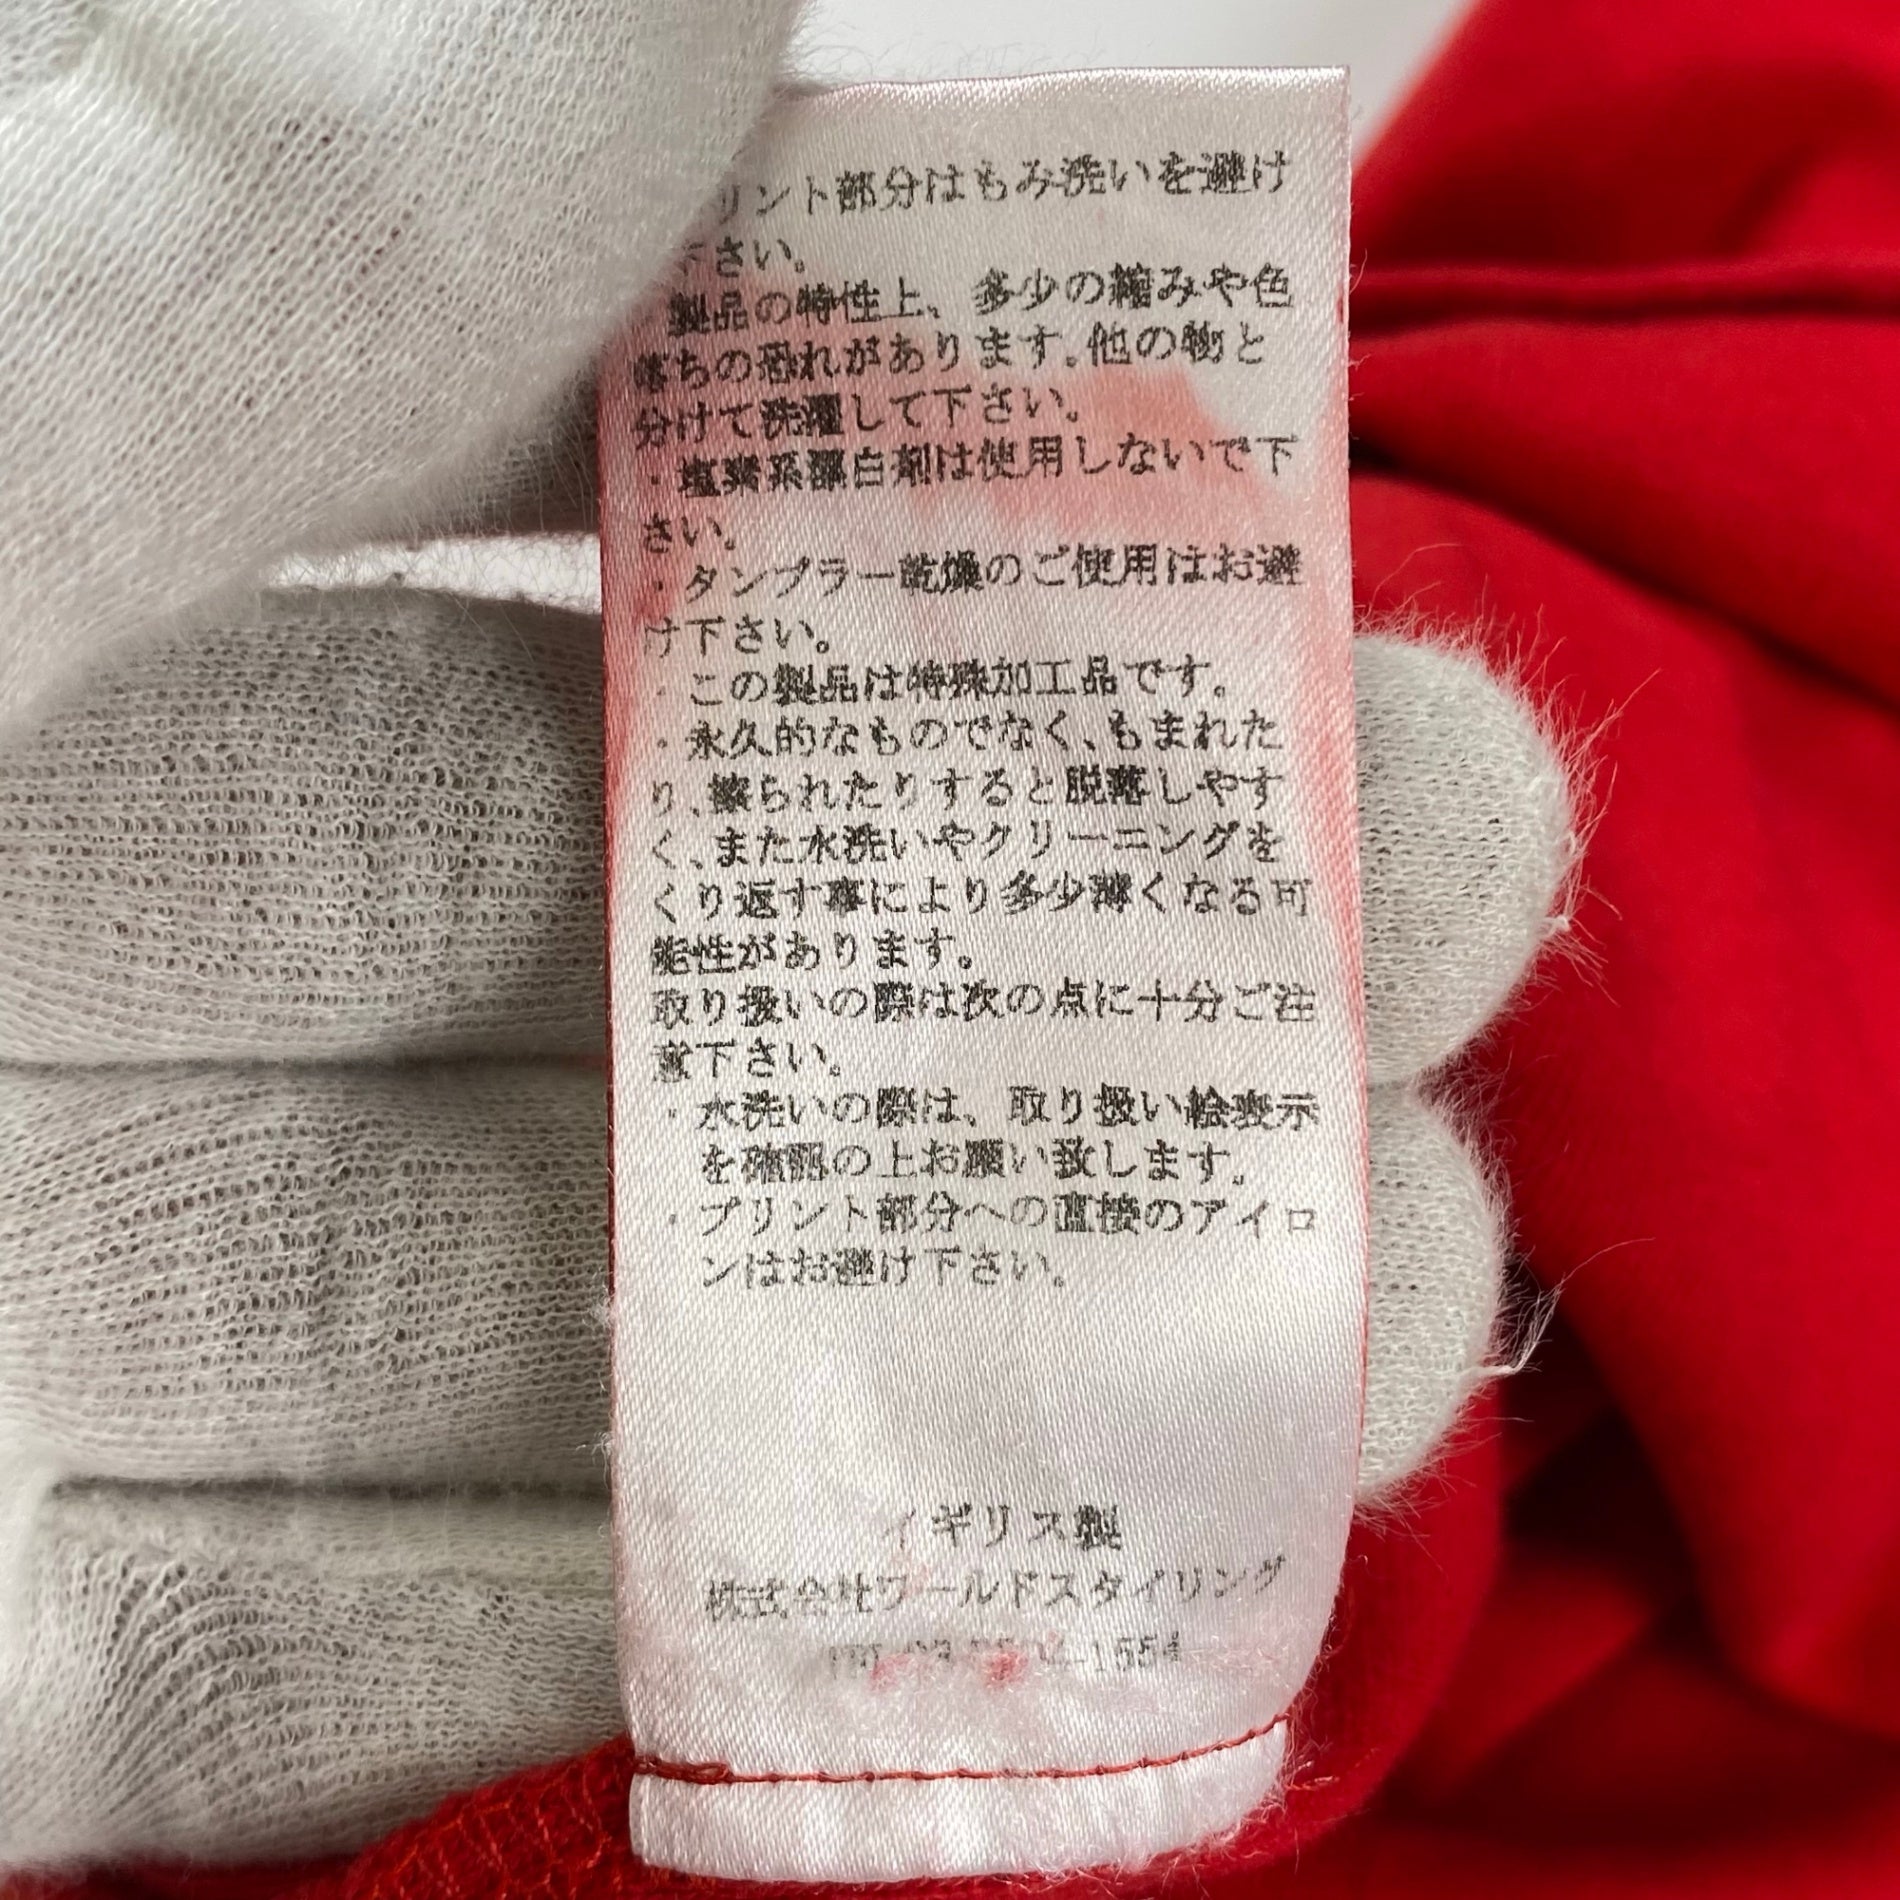 リント部分はもみ洗いを避け
下さい。
製品の特性上、多少の縮みや色
落ちの恐れがあります。他の物と
分けて洗濯して下さい。
・塩素系漂白剤は使用しないで下
さい。
・タンブラー乾燥のご使用はお避
け下さい。
・この製品は特殊加工品です。
・永久的なものでなく、もまれた
り、擦られたりすると脱落しやす
く、また水洗いやクリーニングを
くり返す事により多少薄くなる可
能性があります。
取り扱いの際は次の点に十分ご注
意下さい。
・水洗いの際は、取り扱い絵表示
を確認の上お願い致します。
・プリント部分への直接のアイロ
ンはお避け下さい。
イギリス製
株式会社ワールドスタイリング